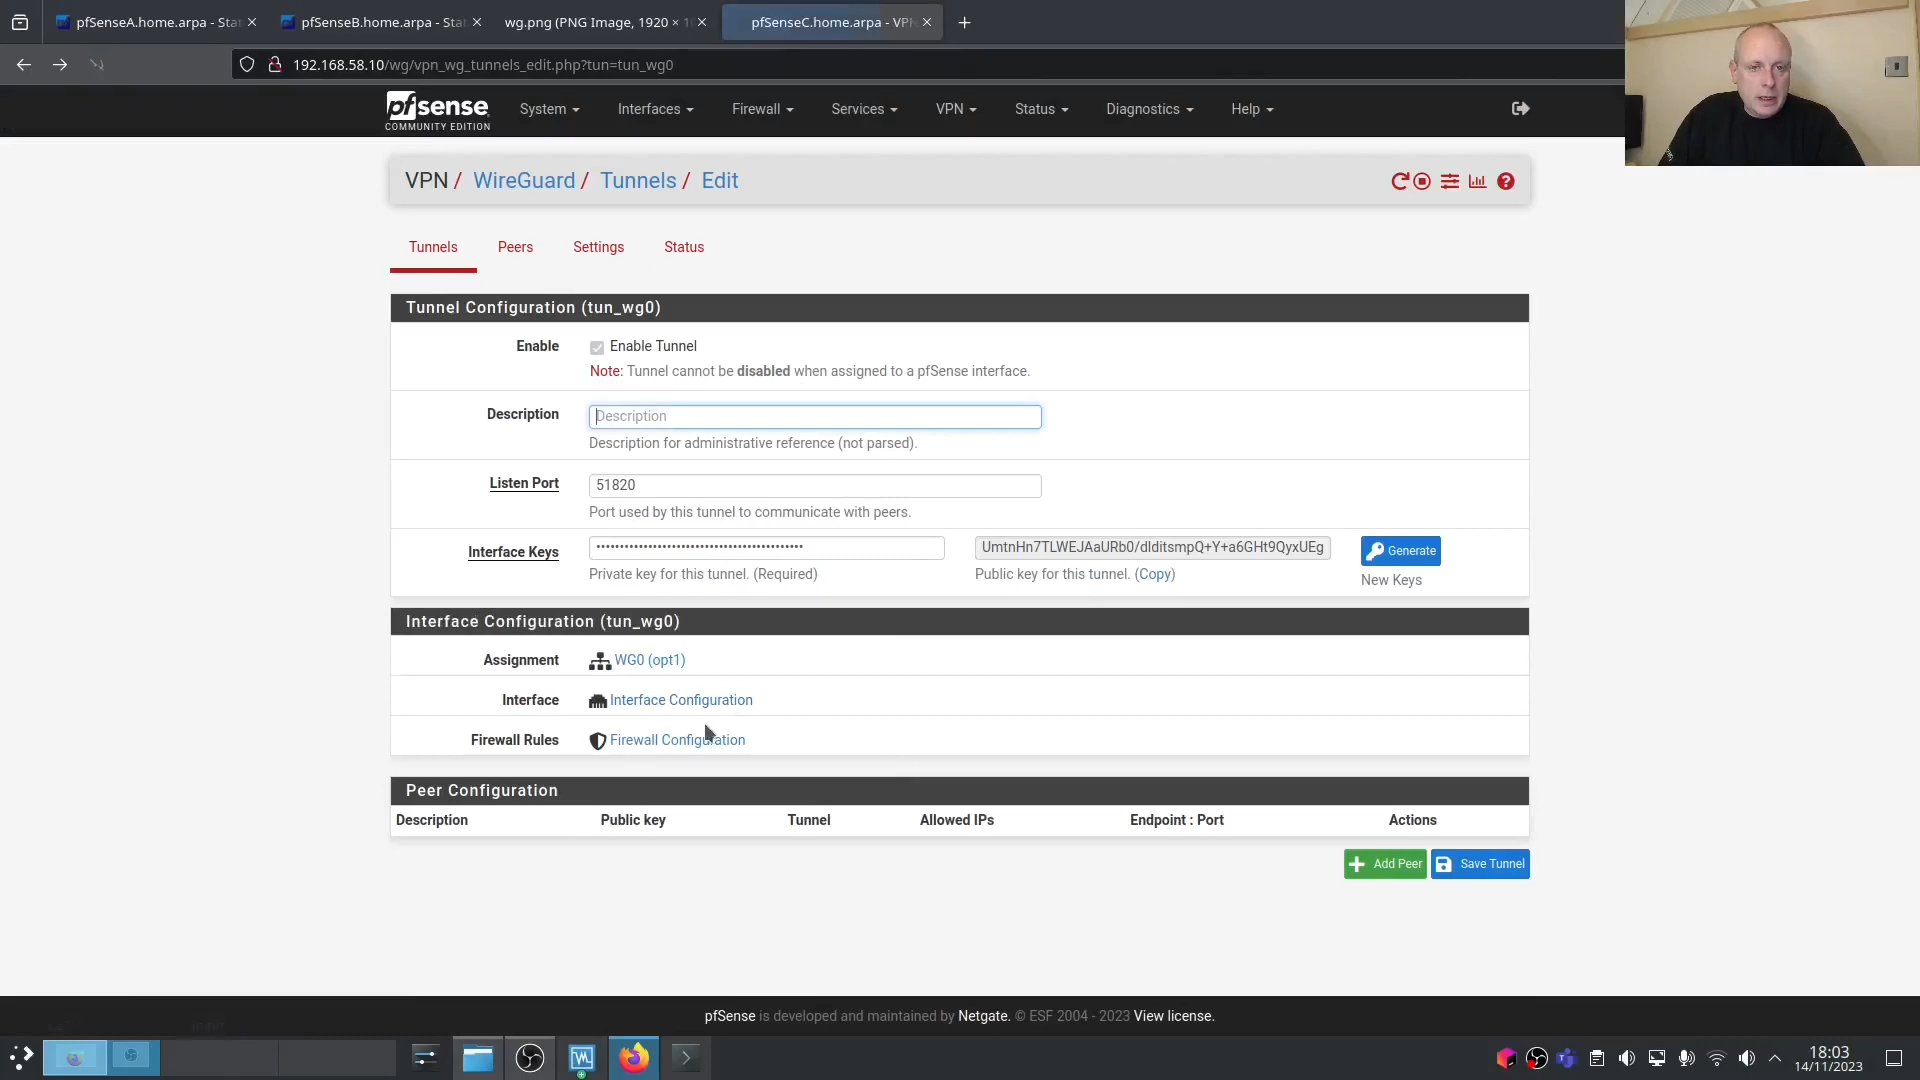 pfSenseA.home.arpa - Sta
pfSenseB.home.arpa - Sta
wg.png (PNG Image, 1920 × 1
pfSenseC.home.arpa - VPN
192.168.58.10/wg/vpn_wg_tunnels_edit.php?tun=tun_wg0
pfsense
COMMUNITY EDITION
System
Interfaces
Firewall
Services
VPN
Status
Diagnostics
Help
VPN / WireGuard / Tunnels / Edit
Tunnels
Peers
Settings
Status
Tunnel Configuration (tun_wg0)
Enable
Enable Tunnel
Note: Tunnel cannot be disabled when assigned to a pfSense interface.
Description
Description
Description for administrative reference (not parsed).
Listen Port
51820
Port used by this tunnel to communicate with peers.
Interface Keys
UmtnHn7TLWEJAaURb0/dIditsmpQ+Y+a6GHt9QyxUEg
Generate
Private key for this tunnel. (Required)
Public key for this tunnel. (Copy)
New Keys
Interface Configuration (tun_wg0)
Assignment
WG0 (opt1)
Interface
Interface Configuration
Firewall Rules
Firewall Configuration
Peer Configuration
Description
Public key
Tunnel
Allowed IPs
Endpoint : Port
Actions
Add Peer
Save Tunnel
pfSense is developed and maintained by Netgate. © ESF 2004 - 2023 View license.
18:03
14/11/2023